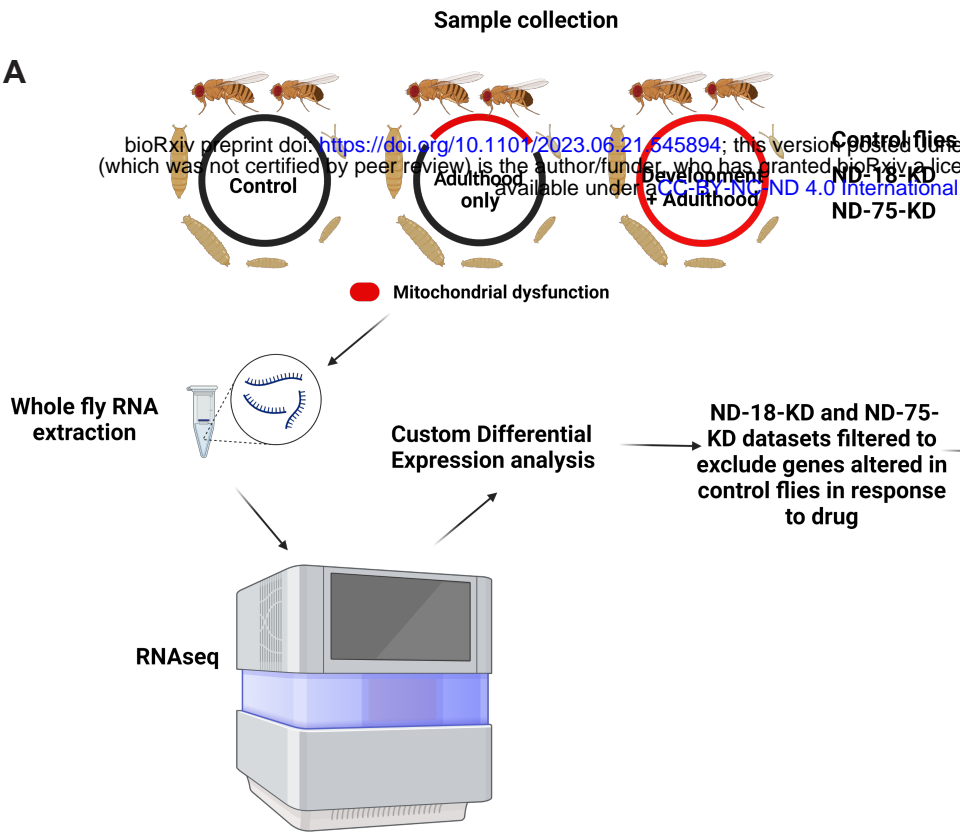 Sample collection
A
bioRxiv preprint doi: https://doi.org/10.1101/2023.06.21.545894; this version posted June
(which was not certified by peer review) is the author/funder, who has granted bioRxiv a lice
available under aCC-BY-NC-ND 4.0 International
Control
Adulthood
only
Development
+ Adulthood
Control flies
ND-18-KD
ND-75-KD
Mitochondrial dysfunction
Whole fly RNA
extraction
Custom Differential
Expression analysis
ND-18-KD and ND-75-
KD datasets filtered to
exclude genes altered in
control flies in response
to drug
RNAseq